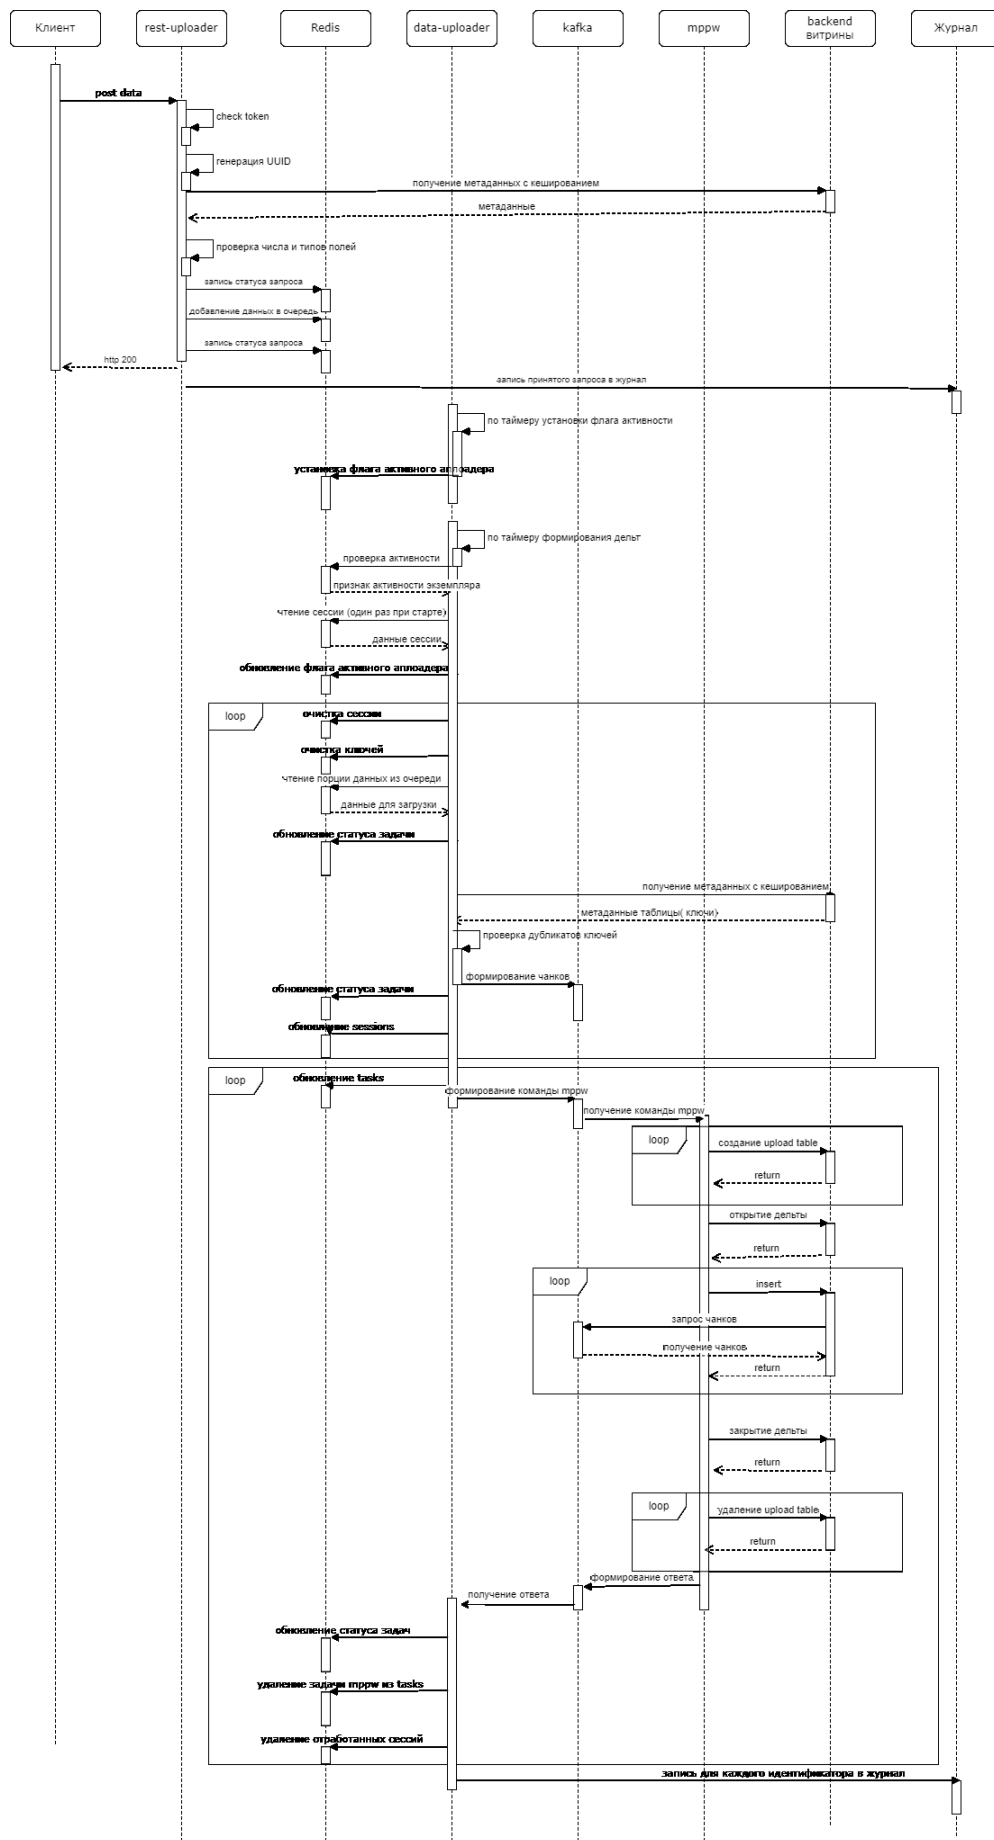 Клиент
rest-uploader
Redis
data-uploader
kafka
mppw
backend
витрины
Журнал
post data
check token
генерация UUID
получение метаданных с кешированием
метаданные
проверка числа и типов полей
запись статуса запроса
добавление данных в очередь
запись статуса запроса
http 200
запись принятого запроса в журнал
по таймеру установки флага активности
установка флага активного аплоадера
по таймеру формирования дельт
проверка активности
признак активности экземпляра
чтение сессии (один раз при старте)
данные сессии
обновление флага активного аплоадера
loop
очистка сессии
очистка ключей
чтение порции данных из очереди
данные для загрузки
обновление статуса задачи
получение метаданных с кешированием
метаданные таблицы( ключи)
проверка дубликатов ключей
формирование чанков
обновление статуса задачи
обновление sessions
loop
обновление tasks
формирование команды mppw
получение команды mppw
loop
создание upload table
return
открытие дельты
return
loop
insert
запрос чанков
получение чанков
return
закрытие дельты
return
loop
удаление upload table
return
формирование ответа
получение ответа
обновление статуса задач
удаление задачи mppw из tasks
удаление отработанных сессий
запись для каждого идентификатора в журнал